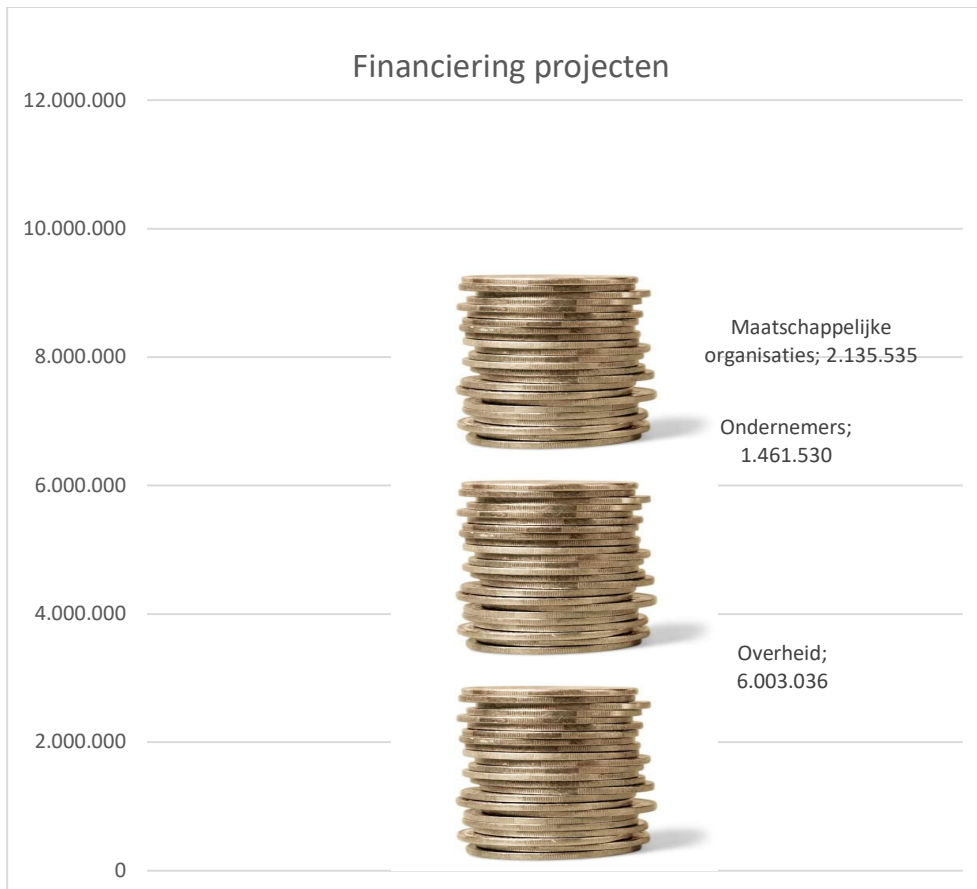 Financiering projecten
12.000.000
10.000.000
8.000.000
6.000.000
4.000.000
2.000.000
0
Maatschappelijke
organisaties; 2.135.535
Ondernemers;
1.461.530
Overheid;
6.003.036